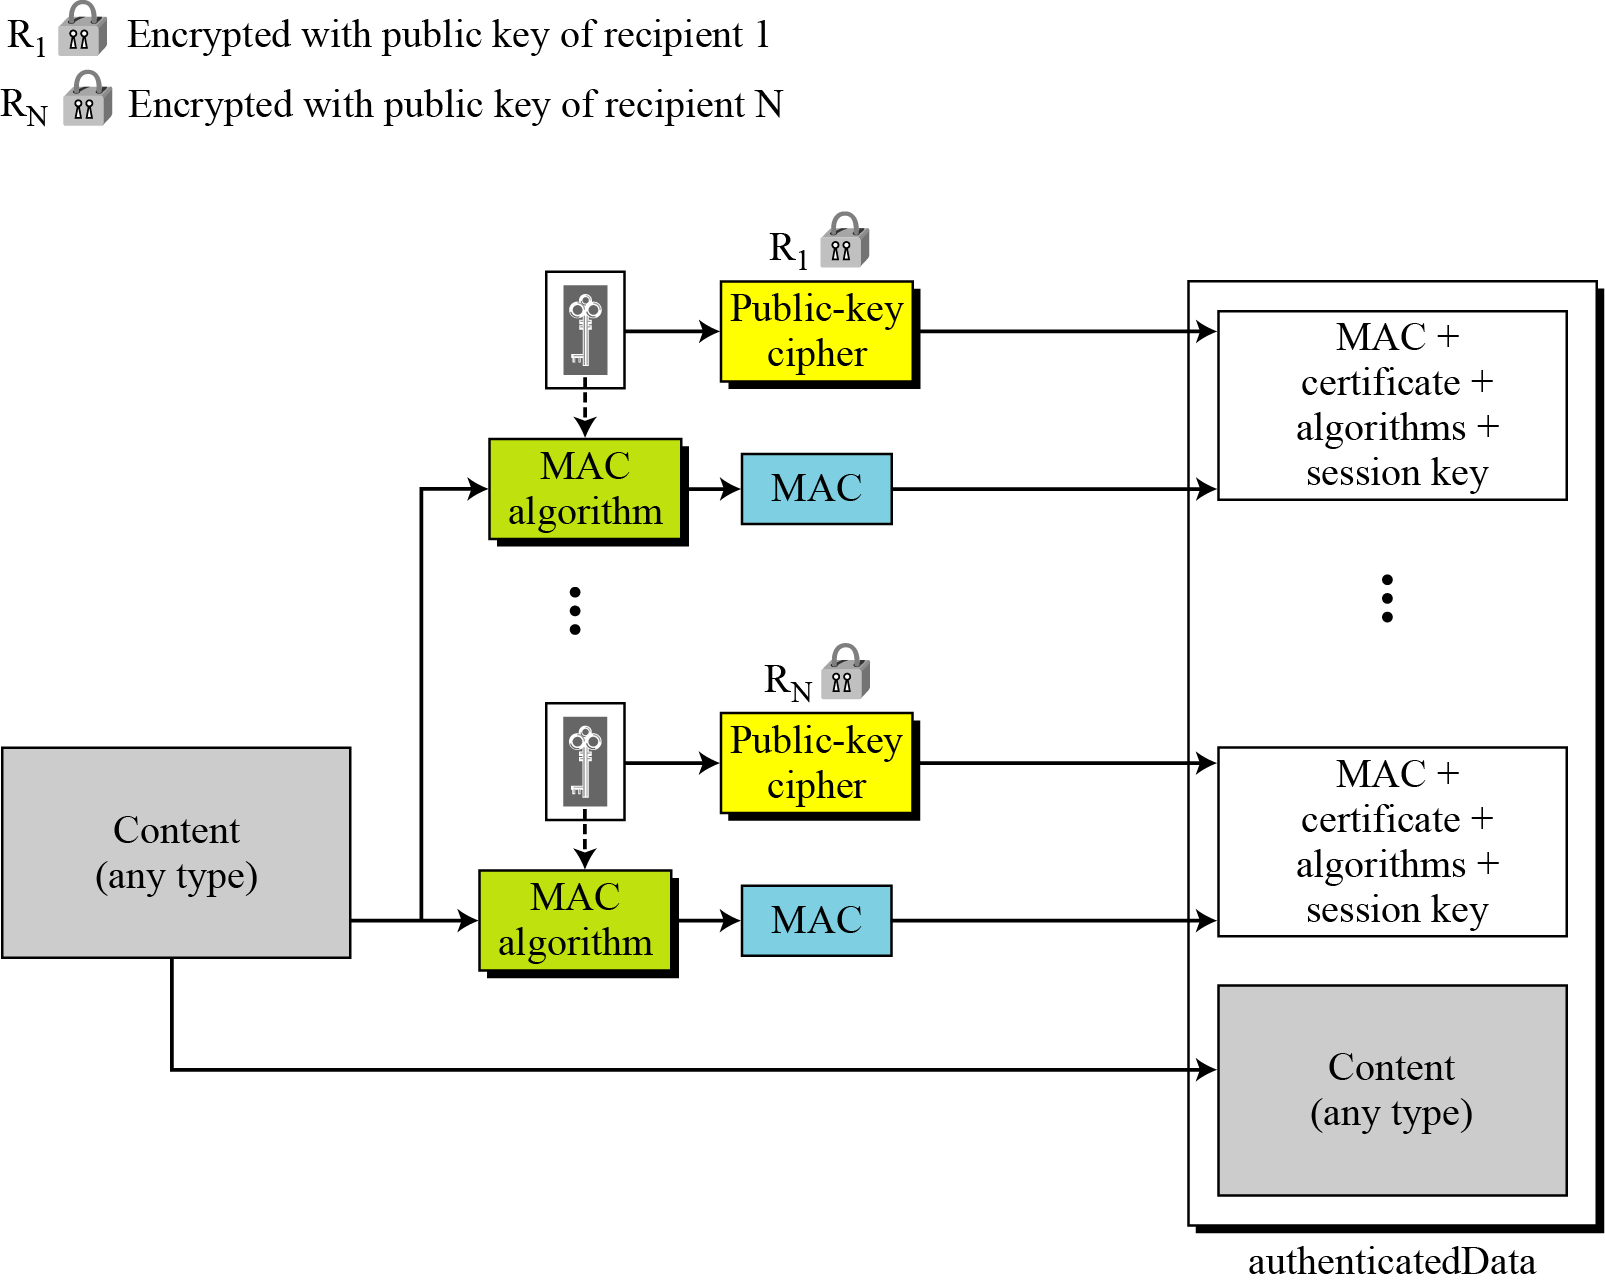 R1 Encrypted with public key of recipient 1
RN Encrypted with public key of recipient N
R1
Public-key
cipher
MAC +
certificate +
algorithms +
session key
MAC
algorithm
MAC
RN
Public-key
cipher
MAC +
certificate +
algorithms +
session key
Content
(any type)
MAC
algorithm
MAC
Content
(any type)
authenticatedData